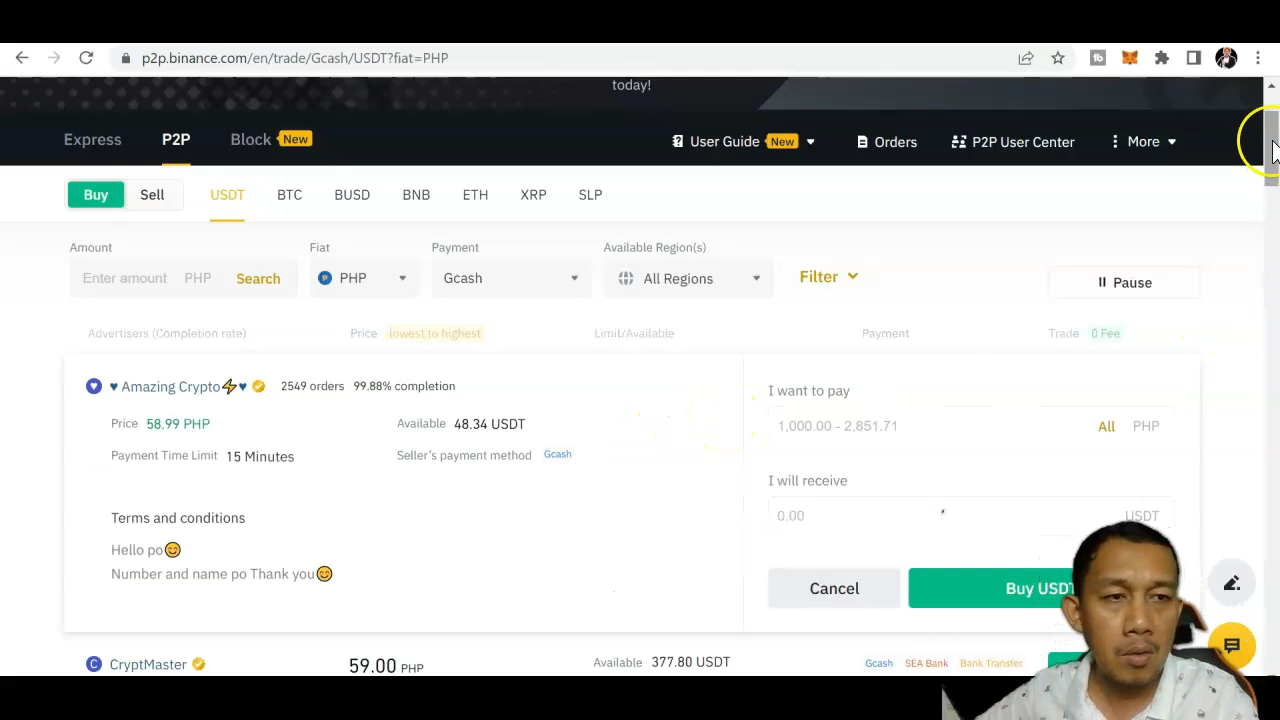 p2p.binance.com/en/trade/Gcash/USDT?fiat=PHP
today!
Express P2P Block New User Guide New Orders P2P User Center More
Buy Sell USDT BTC BUSD BNB ETH XRP SLP
Amount Fiat Payment Available Region(s)
Enter amount PHP Search PHP Gcash All Regions Filter Pause
Advertisers (Completion rate) Price lowest to highest Limit/Available Payment Trade 0 Fee
♥ Amazing Crypto⚡♥ 2549 orders 99.88% completion
I want to pay
Price 58.99 PHP Available 48.34 USDT
1,000.00 - 2,851.71 All PHP
Payment Time Limit 15 Minutes Seller's payment method Gcash
I will receive
0.00 USDT
Terms and conditions
Hello po😊
Number and name po Thank you😊
Cancel Buy USDT
C CryptMaster 59.00 PHP Available 377.80 USDT Gcash SEA Bank Bank Transfer